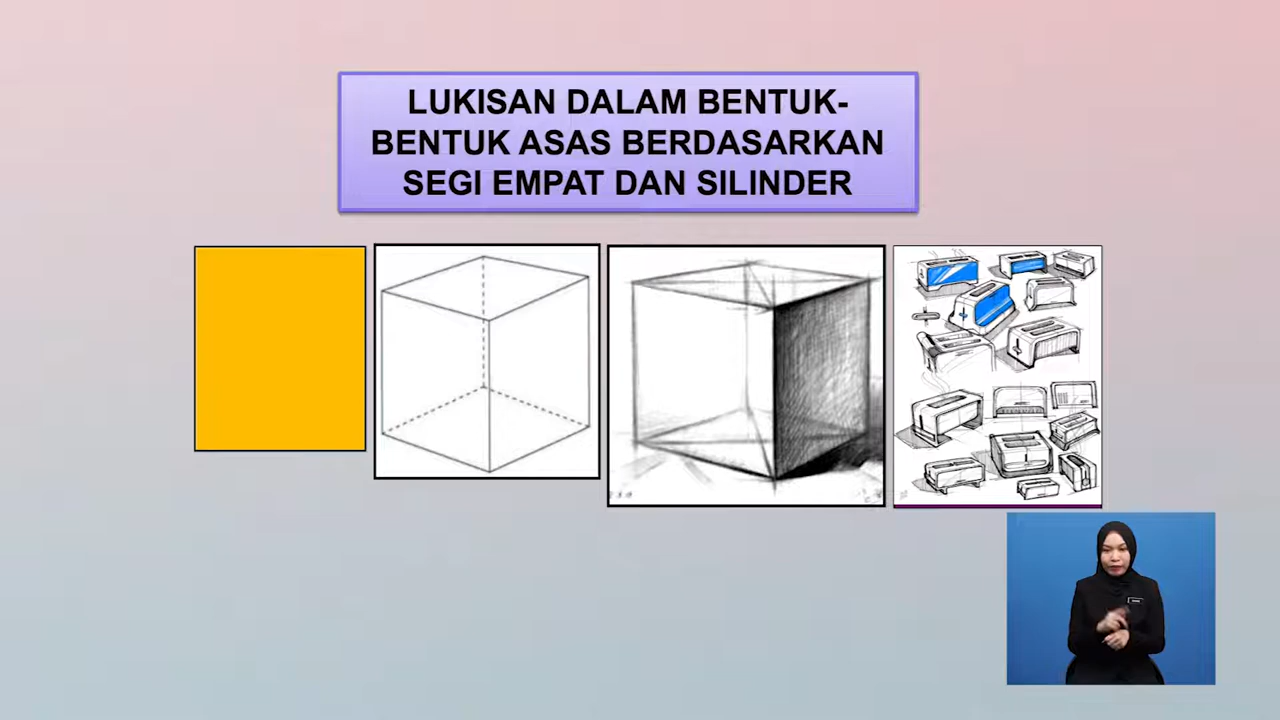 LUKISAN DALAM BENTUK-
BENTUK ASAS BERDASARKAN
SEGI EMPAT DAN SILINDER